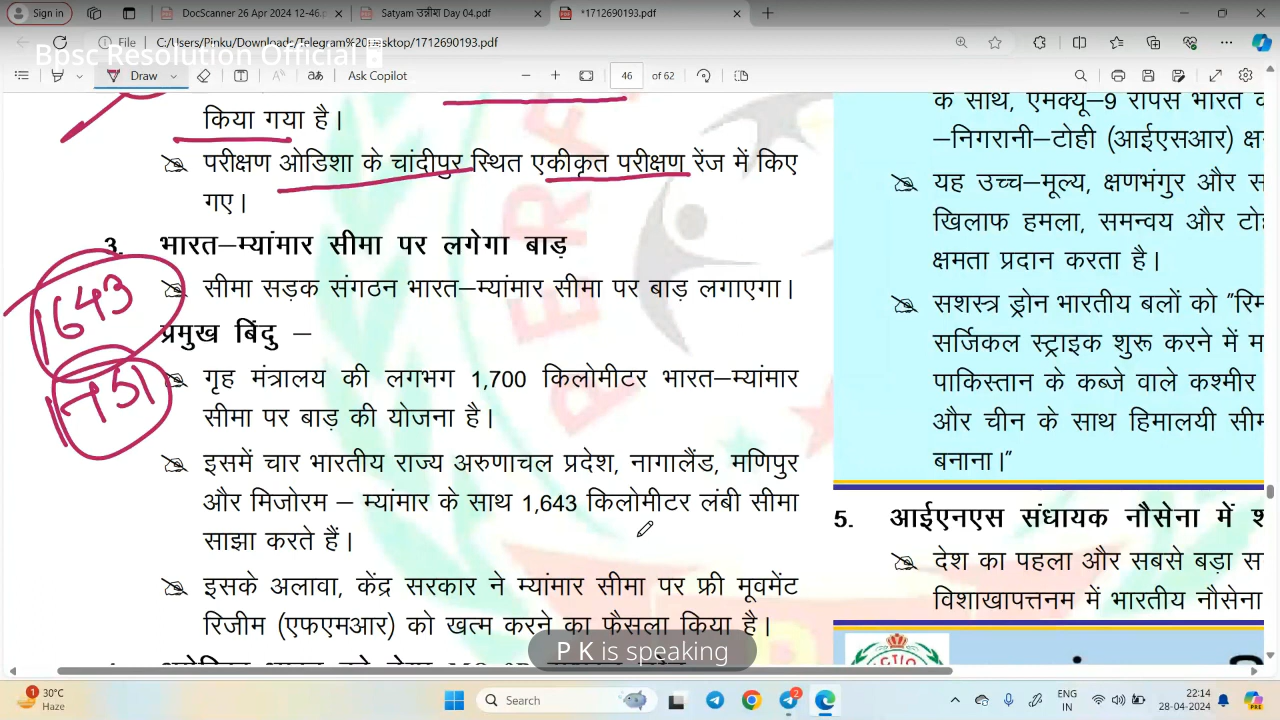 Sign in
DocScanner 26 Apr 2024 12-46.p
Satyam उन्नीश Day 04.pdf
*1712690193.pdf
File
C:/Users/Pinku/Downloads/Telegram%20Desktop/1712690193.pdf
Bpsc Resolution Official
Draw
Ask Copilot
46 of 62
किया गया है।
परीक्षण ओडिशा के चांदीपुर स्थित एकीकृत परीक्षण रेंज में किए
गए।
3. भारत–म्यांमार सीमा पर लगेगा बाड़
सीमा सड़क संगठन भारत–म्यांमार सीमा पर बाड़ लगाएगा।
प्रमुख बिंदु –
गृह मंत्रालय की लगभग 1,700 किलोमीटर भारत–म्यांमार
सीमा पर बाड़ की योजना है।
इसमें चार भारतीय राज्य अरुणाचल प्रदेश, नागालैंड, मणिपुर
और मिजोरम – म्यांमार के साथ 1,643 किलोमीटर लंबी सीमा
साझा करते हैं।
इसके अलावा, केंद्र सरकार ने म्यांमार सीमा पर फ्री मूवमेंट
रिजीम (एफएमआर) को खत्म करने का फैसला किया है।
1643
1751
के साथ, एमक्यू–9 रीपर्स भारत
–निगरानी–टोही (आईएसआर) क्ष
यह उच्च–मूल्य, क्षणभंगुर और स
खिलाफ हमला, समन्वय और टो
क्षमता प्रदान करता है।
सशस्त्र ड्रोन भारतीय बलों को "रिम
सर्जिकल स्ट्राइक शुरू करने में म
पाकिस्तान के कब्जे वाले कश्मीर
और चीन के साथ हिमालयी सीम
बनाना।"
5. आईएनएस संधायक नौसेना में श
देश का पहला और सबसे बड़ा स
विशाखापत्तनम में भारतीय नौसेना
P K is speaking
30°C
Haze
Search
ENG
IN
22:14
28-04-2024